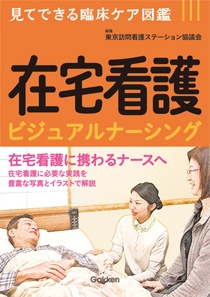 見てできる臨床ケア図鑑
編集
東京訪問看護ステーション協議会
在宅看護
ビジュアルナーシング
在宅看護に携わるナースへ
在宅看護に必要な実践を
豊富な写真とイラストで解説
Gakken